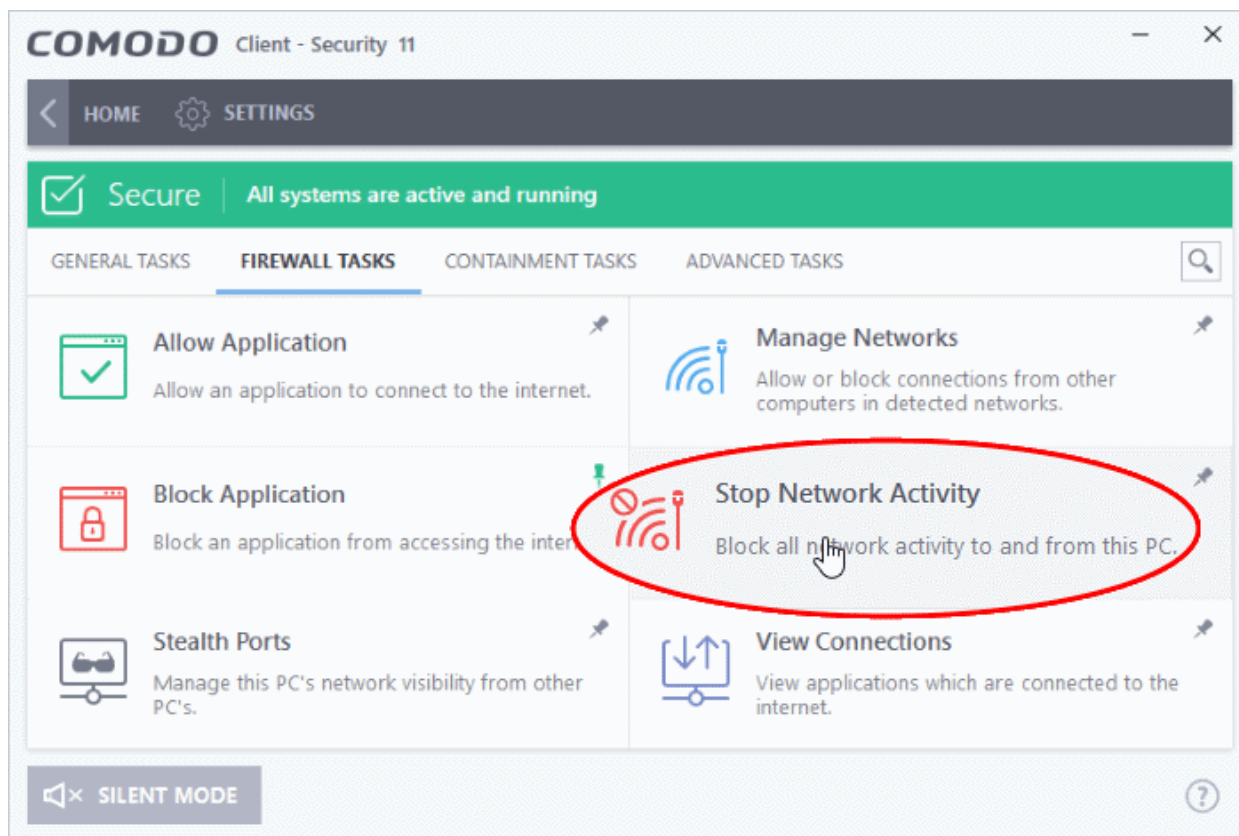 COMODO Client - Security 11
HOME SETTINGS
Secure All systems are active and running
GENERAL TASKS FIREWALL TASKS CONTAINMENT TASKS ADVANCED TASKS
Allow Application
Allow an application to connect to the internet.
Manage Networks
Allow or block connections from other
computers in detected networks.
Block Application
Block an application from accessing the inter
Stop Network Activity
Block all network activity to and from this PC.
Stealth Ports
Manage this PC's network visibility from other
PC's.
View Connections
View applications which are connected to the
internet.
SILENT MODE
?